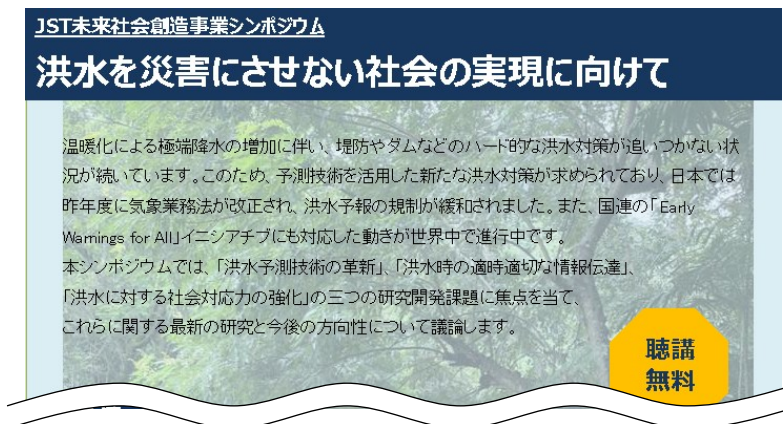 JST未来社会創造事業シンポジウム
洪水を災害にさせない社会の実現に向けて
温暖化による極端降水の増加に伴い、堤防やダムなどのハード的な洪水対策が追いつかない状
況が続いています。このため、予測技術を活用した新たな洪水対策が求められており、日本では
昨年度に気象業務法が改正され、洪水予報の規制が緩和されました。また、国連の「Early
Warnings for All」イニシアチブにも対応した動きが世界中で進行中です。
本シンポジウムでは、「洪水予測技術の革新」、「洪水時の適時適切な情報伝達」、
「洪水に対する社会対応力の強化」の三つの研究開発課題に焦点を当て、
これらに関する最新の研究と今後の方向性について議論します。
聴講
無料